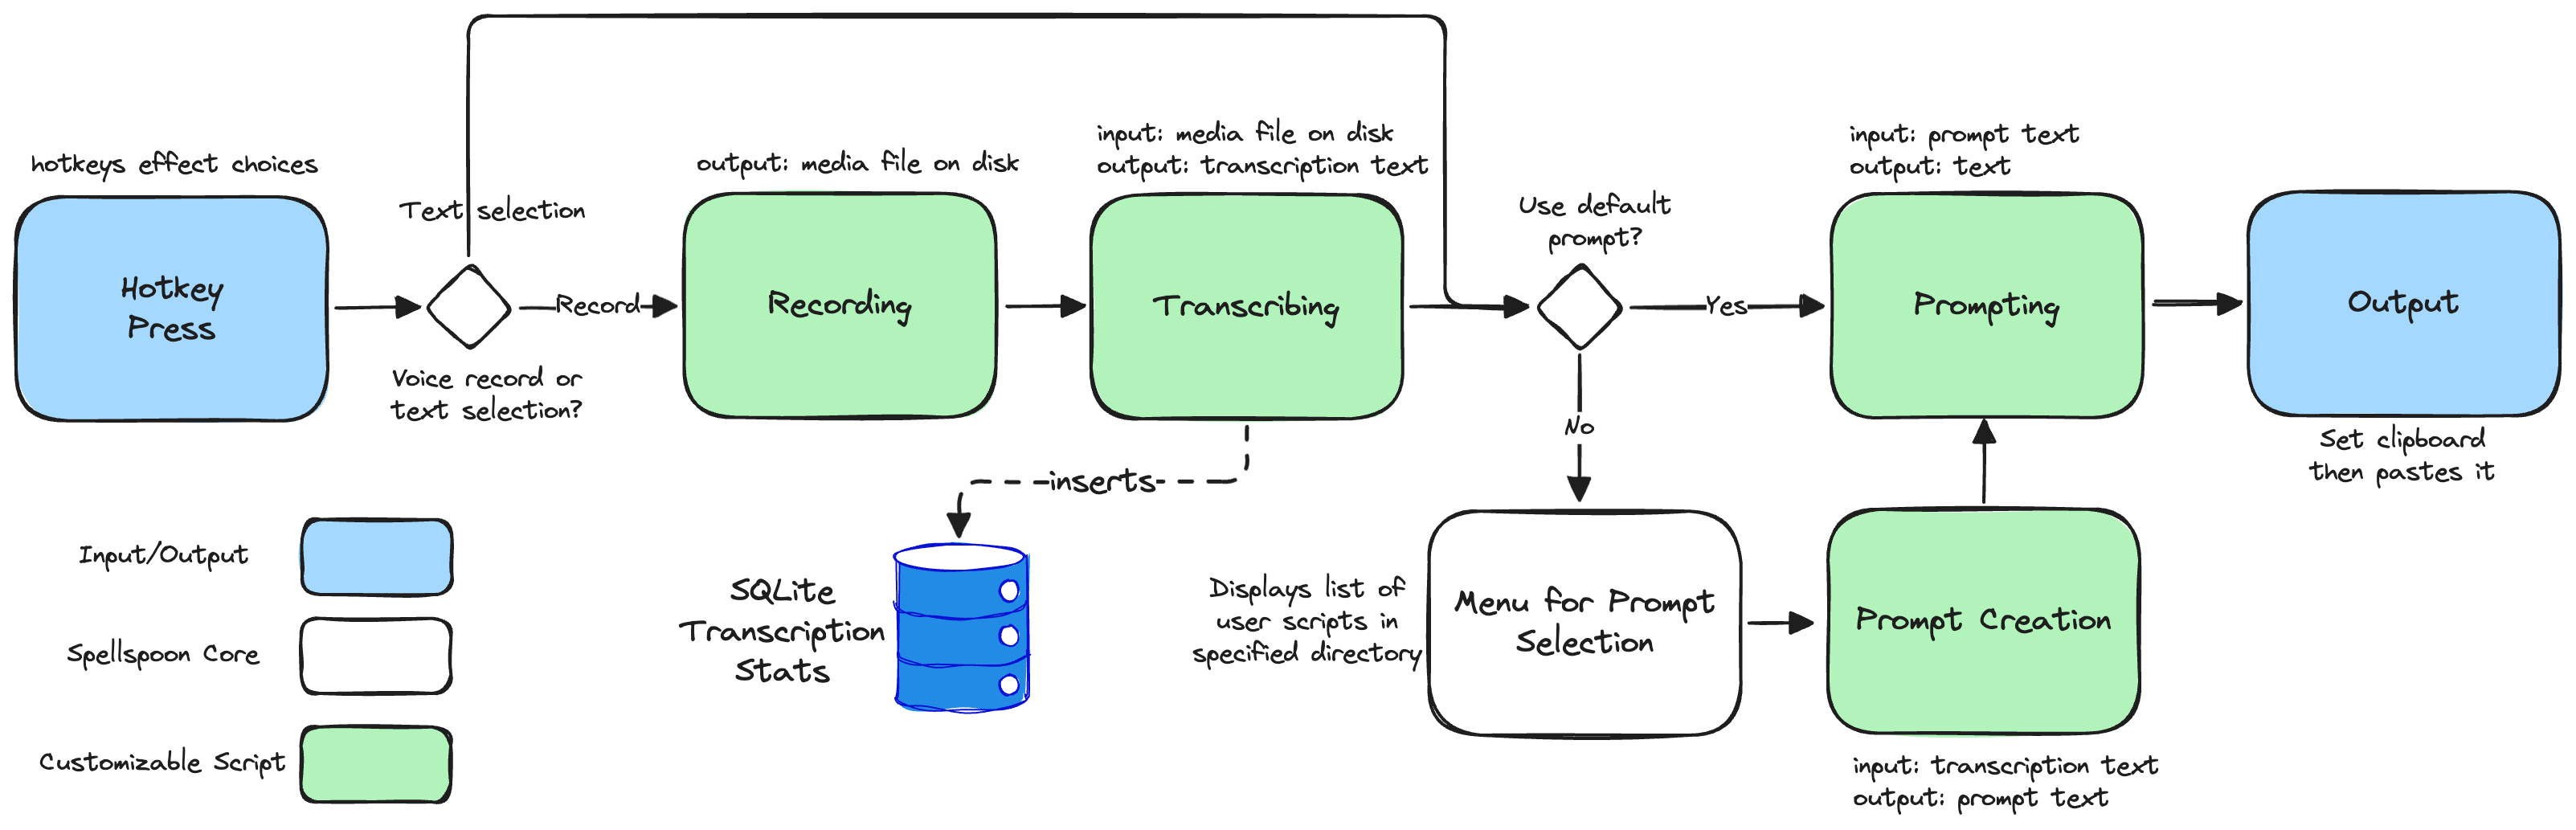 hotkeys effect choices
Hotkey
Press
Text selection
Voice record or
text selection?
Record
output: media file on disk
Recording
input: media file on disk
output: transcription text
Transcribing
inserts
SQLite
Transcription
Stats
Use default
prompt?
Yes
No
Displays list of
user scripts in
specified directory
Menu for Prompt
Selection
input: prompt text
output: text
Prompting
Prompt Creation
input: transcription text
output: prompt text
Output
Set clipboard
then pastes it
Input/Output
Spellspoon Core
Customizable Script